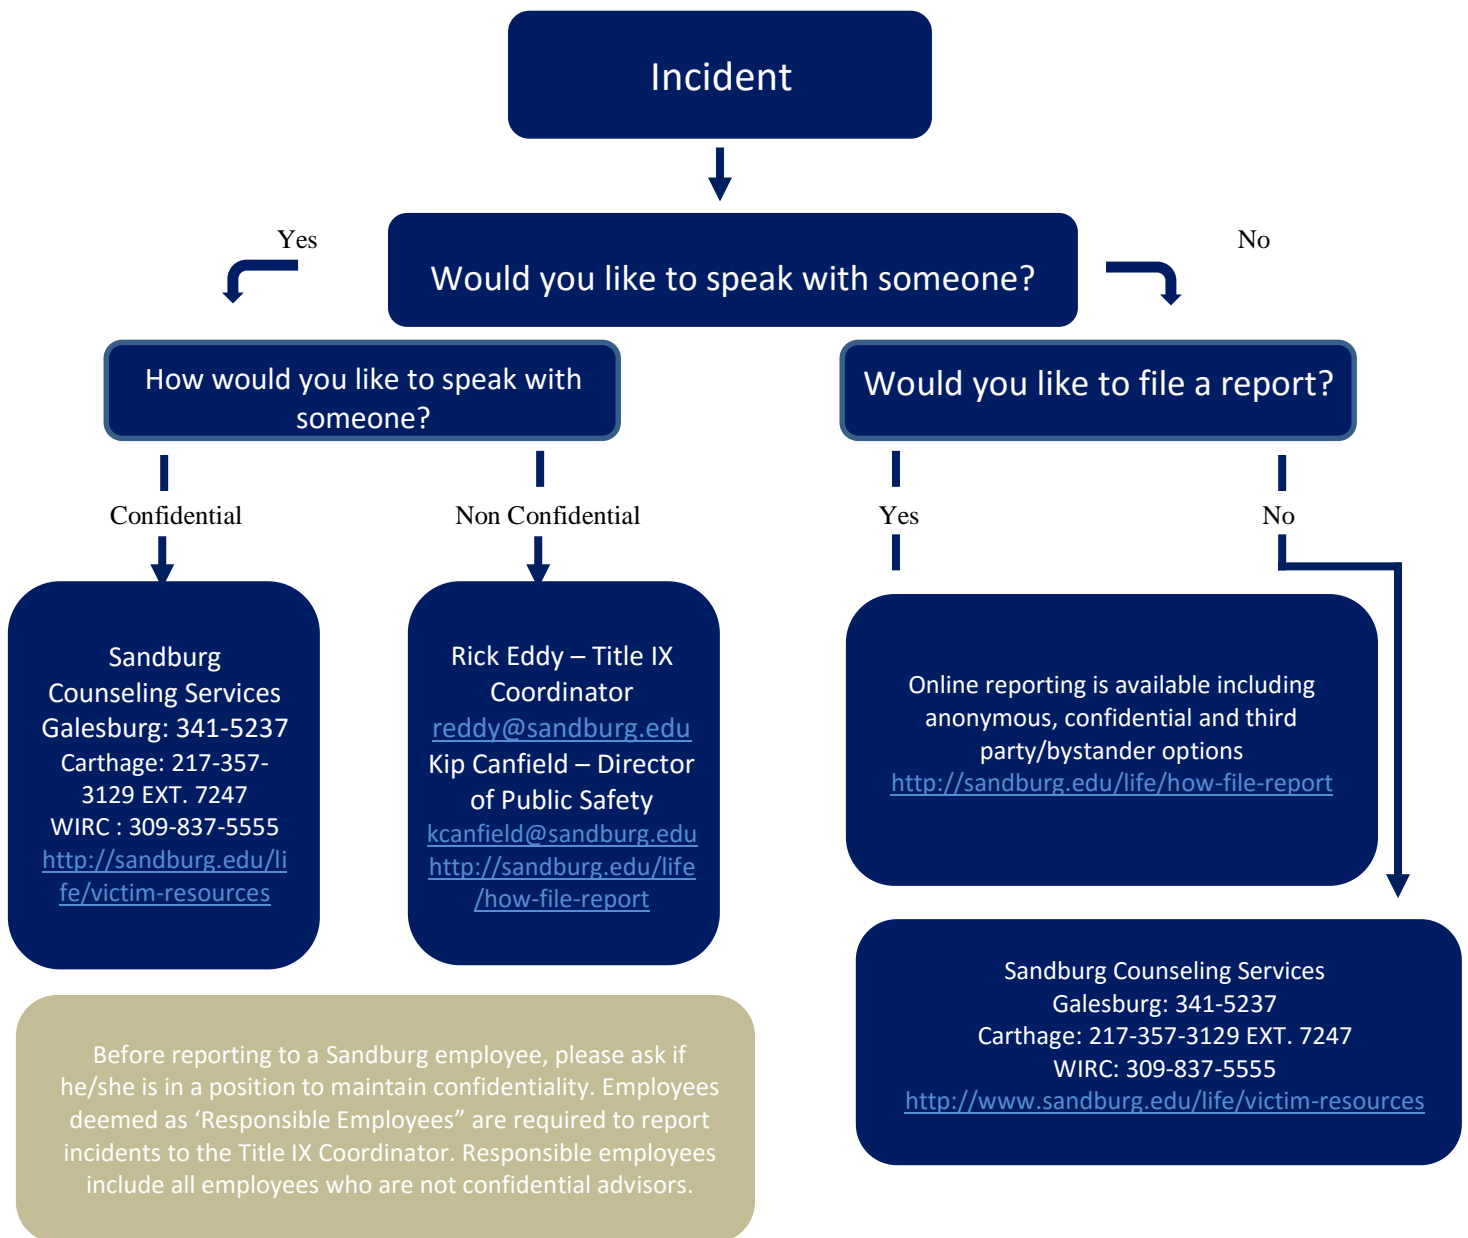 Incident
Yes
No
Would you like to speak with someone?
How would you like to speak with
someone?
Would you like to file a report?
Confidential
Non Confidential
Yes
No
Sandburg
Counseling Services
Galesburg: 341-5237
Carthage: 217-357-
3129 EXT. 7247
WIRC : 309-837-5555
http://sandburg.edu/li
fe/victim-resources
Rick Eddy – Title IX
Coordinator
reddy@sandburg.edu
Kip Canfield – Director
of Public Safety
kcanfield@sandburg.edu
http://sandburg.edu/life
/how-file-report
Online reporting is available including
anonymous, confidential and third
party/bystander options
http://sandburg.edu/life/how-file-report
Sandburg Counseling Services
Galesburg: 341-5237
Carthage: 217-357-3129 EXT. 7247
WIRC: 309-837-5555
http://www.sandburg.edu/life/victim-resources
Before reporting to a Sandburg employee, please ask if
he/she is in a position to maintain confidentiality. Employees
deemed as ‘Responsible Employees” are required to report
incidents to the Title IX Coordinator. Responsible employees
include all employees who are not confidential advisors.